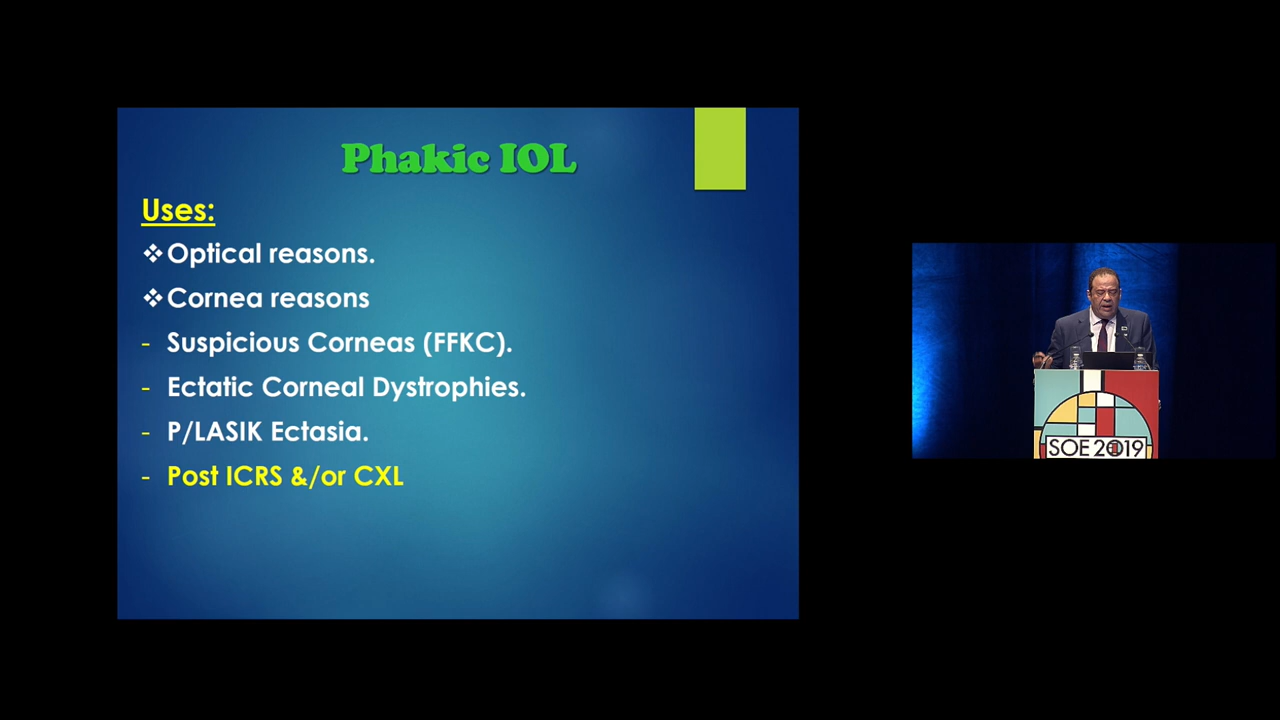 Phakic IOL
Uses:
❖ Optical reasons.
❖ Cornea reasons
- Suspicious Corneas (FFKC).
- Ectatic Corneal Dystrophies.
- P/LASIK Ectasia.
- Post ICRS &/or CXL
SOE 2019